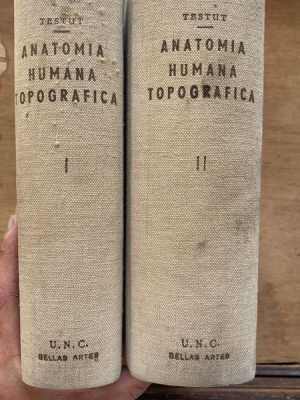 TESTUT
ANATOMIA
HUMANA
TOPOGRAFICA
I
U.N.C.
BELLAS ARTES
TESTUT
ANATOMIA
HUMANA
TOPOGRAFICA
II
U.N.C.
BELLAS ARTES